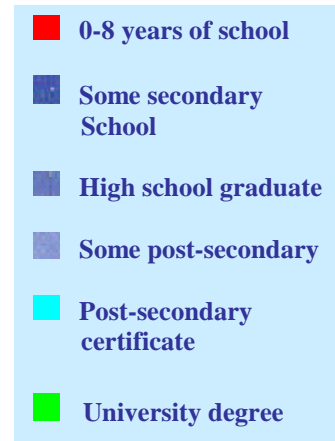 0-8 years of school
Some secondary
School
High school graduate
Some post-secondary
Post-secondary
certificate
University degree